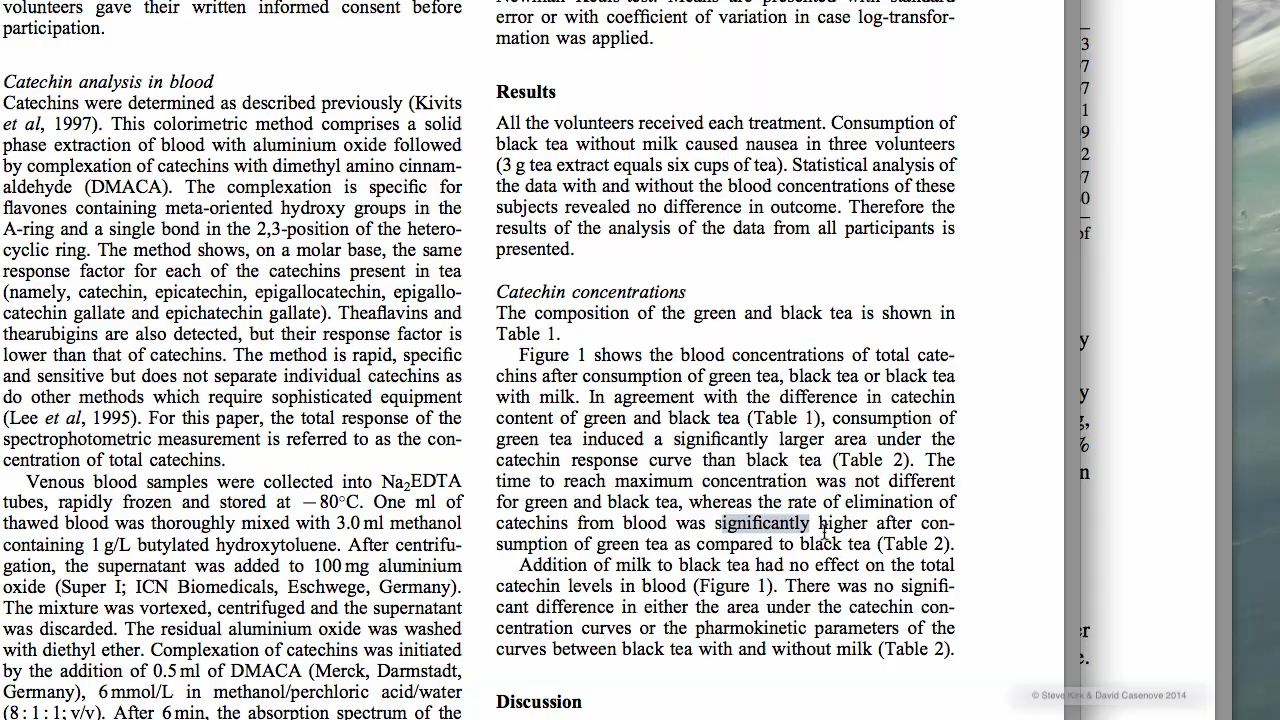 volunteers gave their written informed consent before
participation.
Catechin analysis in blood
Catechins were determined as described previously (Kivits
et al, 1997). This colorimetric method comprises a solid
phase extraction of blood with aluminium oxide followed
by complexation of catechins with dimethyl amino cinnam-
aldehyde (DMACA). The complexation is specific for
flavones containing meta-oriented hydroxy groups in the
A-ring and a single bond in the 2,3-position of the hetero-
cyclic ring. The method shows, on a molar base, the same
response factor for each of the catechins present in tea
(namely, catechin, epicatechin, epigallocatechin, epigallo-
catechin gallate and epichatechin gallate). Theaflavins and
thearubigins are also detected, but their response factor is
lower than that of catechins. The method is rapid, specific
and sensitive but does not separate individual catechins as
do other methods which require sophisticated equipment
(Lee et al, 1995). For this paper, the total response of the
spectrophotometric measurement is referred to as the con-
centration of total catechins.
Venous blood samples were collected into Na₂EDTA
tubes, rapidly frozen and stored at −80°C. One ml of
thawed blood was thoroughly mixed with 3.0 ml methanol
containing 1 g/L butylated hydroxytoluene. After centrifu-
gation, the supernatant was added to 100 mg aluminium
oxide (Super I; ICN Biomedicals, Eschwege, Germany).
The mixture was vortexed, centrifuged and the supernatant
was discarded. The residual aluminium oxide was washed
with diethyl ether. Complexation of catechins was initiated
by the addition of 0.5 ml of DMACA (Merck, Darmstadt,
Germany), 6 mmol/L in methanol/perchloric acid/water
(8 : 1 : 1; v/v). After 6 min, the absorption spectrum of the
Newman Keuls test. Means are presented with standard
error or with coefficient of variation in case log-transfor-
mation was applied.
Results
All the volunteers received each treatment. Consumption of
black tea without milk caused nausea in three volunteers
(3 g tea extract equals six cups of tea). Statistical analysis of
the data with and without the blood concentrations of these
subjects revealed no difference in outcome. Therefore the
results of the analysis of the data from all participants is
presented.
Catechin concentrations
The composition of the green and black tea is shown in
Table 1.
Figure 1 shows the blood concentrations of total cate-
chins after consumption of green tea, black tea or black tea
with milk. In agreement with the difference in catechin
content of green and black tea (Table 1), consumption of
green tea induced a significantly larger area under the
catechin response curve than black tea (Table 2). The
time to reach maximum concentration was not different
for green and black tea, whereas the rate of elimination of
catechins from blood was significantly higher after con-
sumption of green tea as compared to black tea (Table 2).
Addition of milk to black tea had no effect on the total
catechin levels in blood (Figure 1). There was no signifi-
cant difference in either the area under the catechin con-
centration curves or the pharmokinetic parameters of the
curves between black tea with and without milk (Table 2).
Discussion
3
7
7
1
9
2
7
0
of
y
y
g,
%
n
er
e.
© Steve Kirk & David Casenove 2014